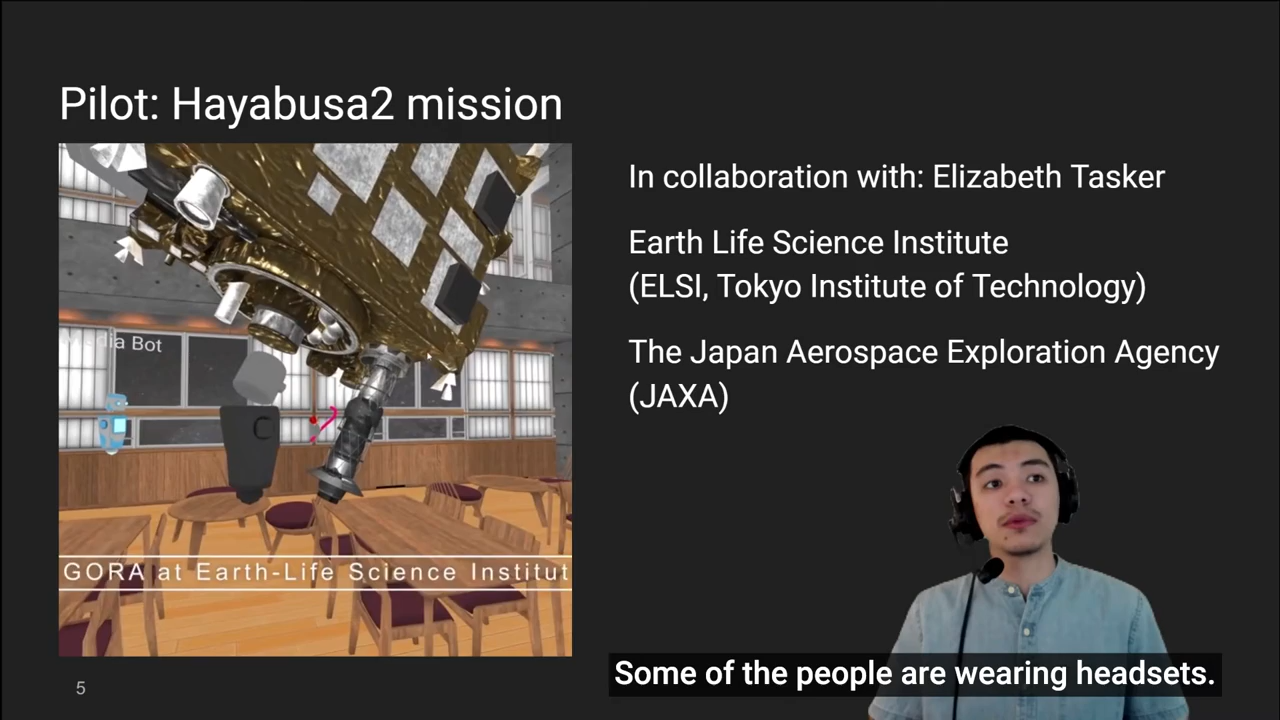 Pilot: Hayabusa2 mission
In collaboration with: Elizabeth Tasker
Earth Life Science Institute
(ELSI, Tokyo Institute of Technology)
The Japan Aerospace Exploration Agency
(JAXA)
Bot
GORA at Earth-Life Science Institut
Some of the people are wearing headsets.
5